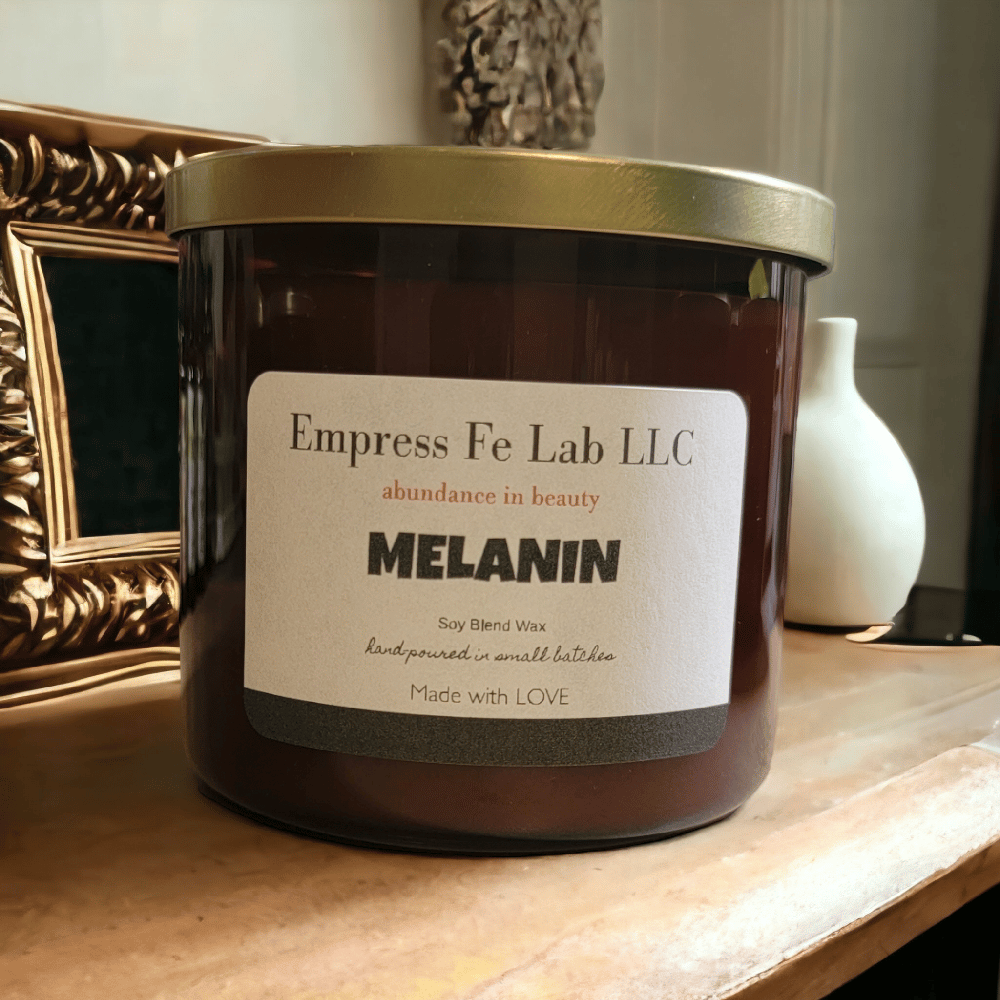 Empress Fe Lab LLC
abundance in beauty
MELANIN
Soy Blend Wax
hand-poured in small batches
Made with LOVE